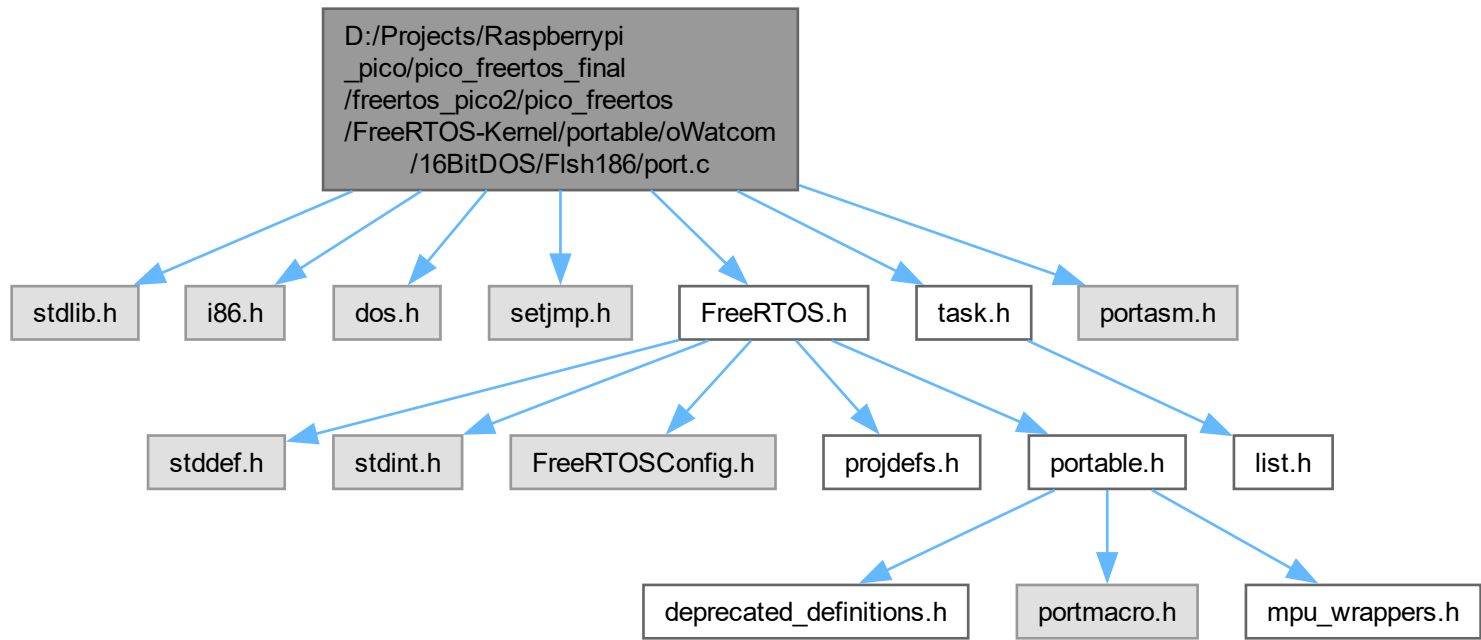 D:/Projects/Raspberrypi
_pico/pico_freertos_final
/freertos_pico2/pico_freertos
/FreeRTOS-Kernel/portable/oWatcom
/16BitDOS/Flsh186/port.c
stdlib.h
i86.h
dos.h
setjmp.h
FreeRTOS.h
task.h
portasm.h
stddef.h
stdint.h
FreeRTOSConfig.h
projdefs.h
portable.h
list.h
deprecated_definitions.h
portmacro.h
mpu_wrappers.h